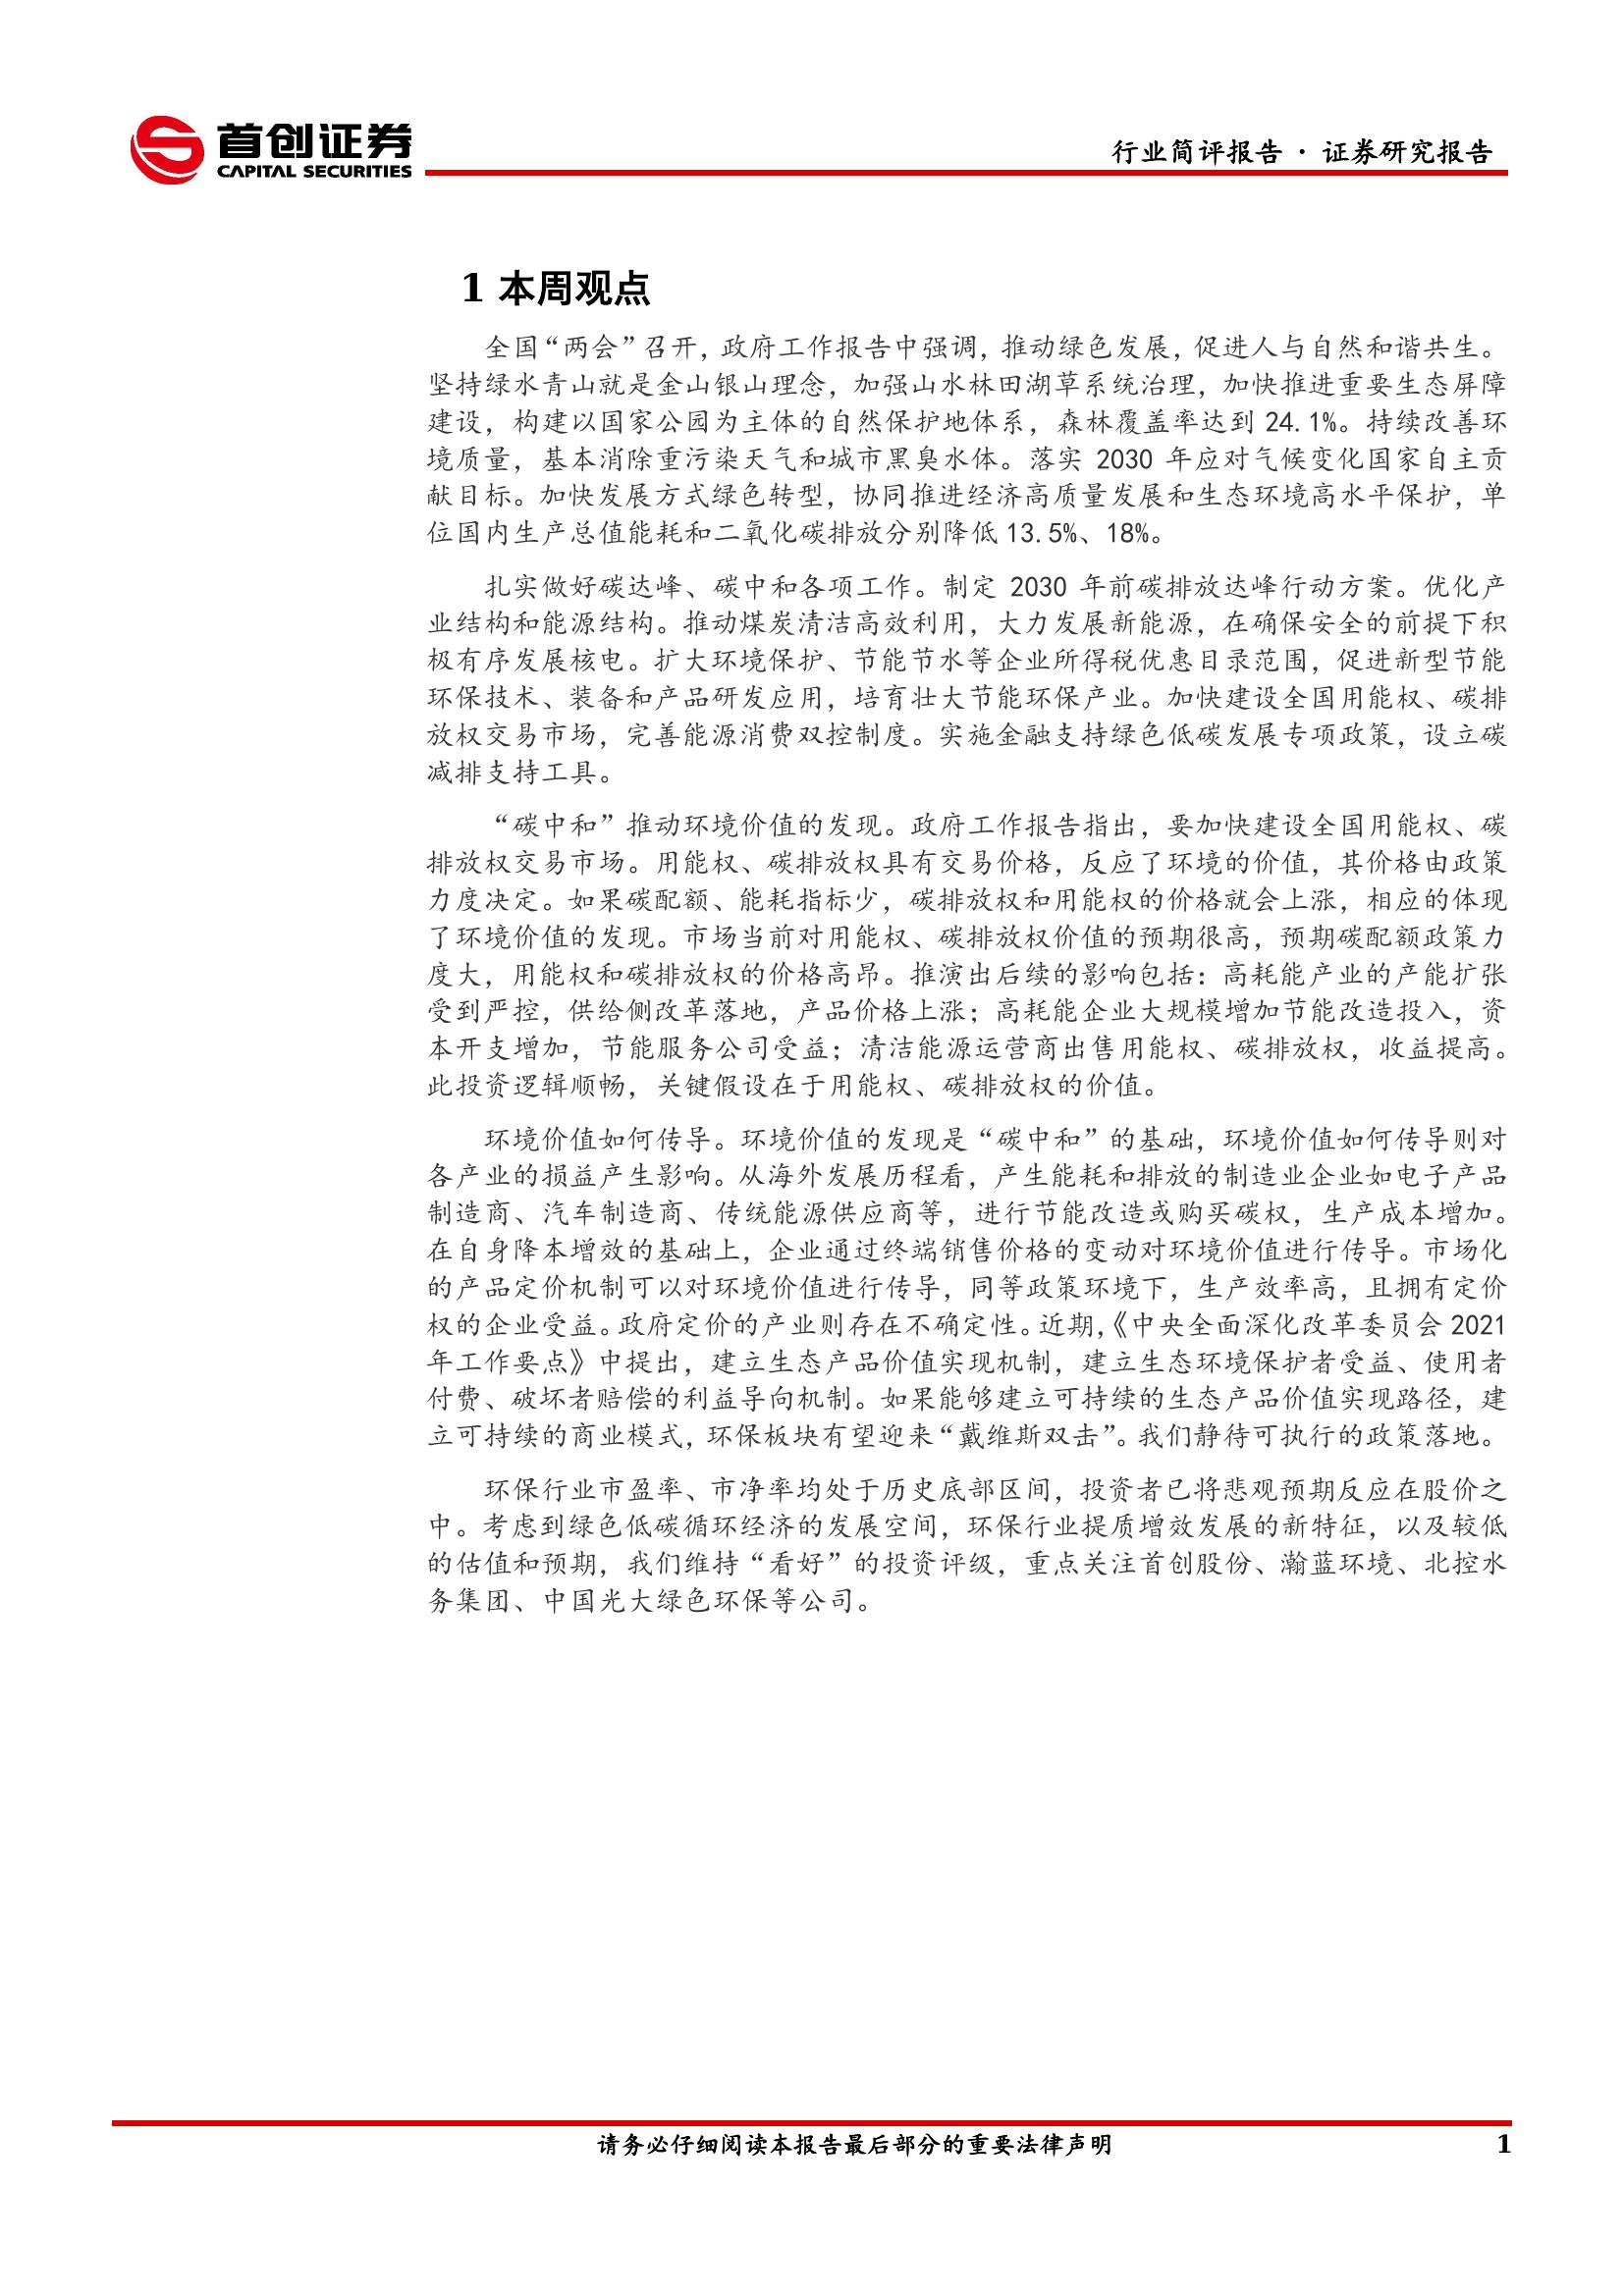 首创证券
CAPITAL SECURITIES
行业简评报告 · 证券研究报告
1 本周观点
全国“两会”召开，政府工作报告中强调，推动绿色发展，促进人与自然和谐共生。
坚持绿水青山就是金山银山理念，加强山水林田湖草系统治理，加快推进重要生态屏障
建设，构建以国家公园为主体的自然保护地体系，森林覆盖率达到 24.1%。持续改善环
境质量，基本消除重污染天气和城市黑臭水体。落实 2030 年应对气候变化国家自主贡
献目标。加快发展方式绿色转型，协同推进经济高质量发展和生态环境高水平保护，单
位国内生产总值能耗和二氧化碳排放分别降低 13.5%、18%。
扎实做好碳达峰、碳中和各项工作。制定 2030 年前碳排放达峰行动方案。优化产
业结构和能源结构。推动煤炭清洁高效利用，大力发展新能源，在确保安全的前提下积
极有序发展核电。扩大环境保护、节能节水等企业所得税优惠目录范围，促进新型节能
环保技术、装备和产品研发应用，培育壮大节能环保产业。加快建设全国用能权、碳排
放权交易市场，完善能源消费双控制度。实施金融支持绿色低碳发展专项政策，设立碳
减排支持工具。
“碳中和”推动环境价值的发现。政府工作报告指出，要加快建设全国用能权、碳
排放权交易市场。用能权、碳排放权具有交易价格，反应了环境的价值，其价格由政策
力度决定。如果碳配额、能耗指标少，碳排放权和用能权的价格就会上涨，相应的体现
了环境价值的发现。市场当前对用能权、碳排放权价值的预期很高，预期碳配额政策力
度大，用能权和碳排放权的价格高昂。推演出后续的影响包括：高耗能产业的产能扩张
受到严控，供给侧改革落地，产品价格上涨；高耗能企业大规模增加节能改造投入，资
本开支增加，节能服务公司受益；清洁能源运营商出售用能权、碳排放权，收益提高。
此投资逻辑顺畅，关键假设在于用能权、碳排放权的价值。
环境价值如何传导。环境价值的发现是“碳中和”的基础，环境价值如何传导则对
各产业的损益产生影响。从海外发展历程看，产生能耗和排放的制造业企业如电子产品
制造商、汽车制造商、传统能源供应商等，进行节能改造或购买碳权，生产成本增加。
在自身降本增效的基础上，企业通过终端销售价格的变动对环境价值进行传导。市场化
的产品定价机制可以对环境价值进行传导，同等政策环境下，生产效率高，且拥有定价
权的企业受益。政府定价的产业则存在不确定性。近期，《中央全面深化改革委员会 2021
年工作要点》中提出，建立生态产品价值实现机制，建立生态环境保护者受益、使用者
付费、破坏者赔偿的利益导向机制。如果能够建立可持续的生态产品价值实现路径，建
立可持续的商业模式，环保板块有望迎来“戴维斯双击”。我们静待可执行的政策落地。
环保行业市盈率、市净率均处于历史底部区间，投资者已将悲观预期反应在股价之
中。考虑到绿色低碳循环经济的发展空间，环保行业提质增效发展的新特征，以及较低
的估值和预期，我们维持“看好”的投资评级，重点关注首创股份、瀚蓝环境、北控水
务集团、中国光大绿色环保等公司。
请务必仔细阅读本报告最后部分的重要法律声明
1